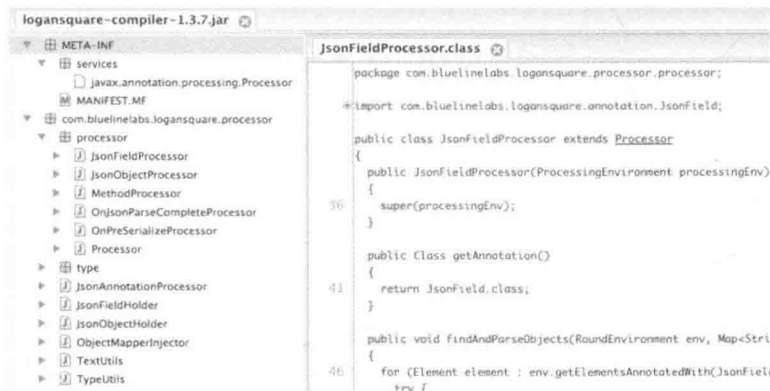 logansquare-compiler-1.3.7.jar
META-INF
services
javax.annotation.processing.Processor
MANIFEST.MF
com.bluelinelabs.logansquare.processor
processor
JsonFieldProcessor
JsonObjectProcessor
MethodProcessor
OnJsonParseCompleteProcessor
OnPreSerializeProcessor
Processor
type
JsonAnnotationProcessor
JsonFieldHolder
JsonObjectHolder
ObjectMapperInjector
TextUtils
TypeUtils
JsonFieldProcessor.class
package com.bluelinelabs.logansquare.processor.processor;
import com.bluelinelabs.logansquare.annotation.JsonField;
public class JsonFieldProcessor extends Processor
{
public JsonFieldProcessor(ProcessingEnvironment processingEnv)
{
36 super(processingEnv);
}
public Class getAnnotation()
{
41 return JsonField.class;
}
public void findAndParseObjects(RoundEnvironment env, Map<Stri
{
46 for (Element element : env.getElementsAnnotatedWith(JsonField
try {